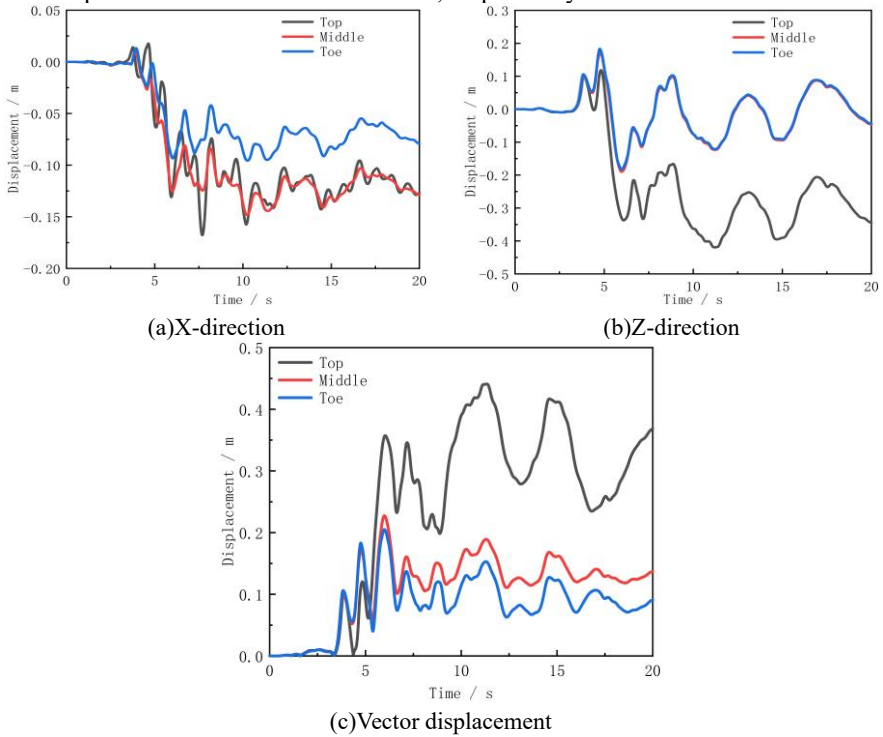 0.05
0.00
−0.05
−0.10
−0.15
−0.20
Displacement / m
Top
Middle
Toe
0
5
10
15
20
Time / s
(a)X-direction
0.3
0.2
0.1
0.0
−0.1
−0.2
−0.3
−0.4
−0.5
Displacement / m
Top
Middle
Toe
0
5
10
15
20
Time / s
(b)Z-direction
0.5
0.4
0.3
0.2
0.1
0.0
Displacement / m
Top
Middle
Toe
0
5
10
15
20
Time / s
(c)Vector displacement